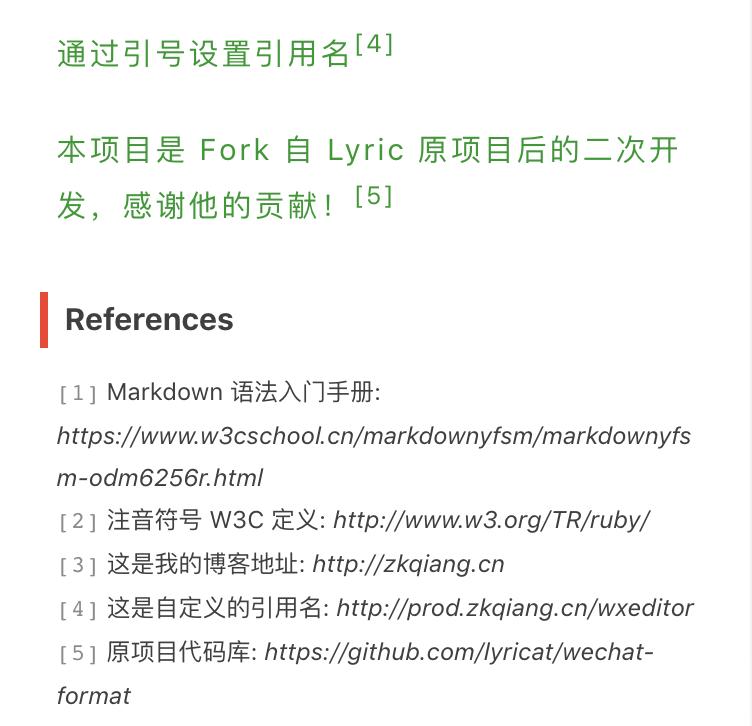 通过引号设置引用名[4]
本项目是 Fork 自 Lyric 原项目后的二次开
发，感谢他的贡献！[5]
References
[1] Markdown 语法入门手册:
https://www.w3cschool.cn/markdownyfsm/markdownyfs
m-odm6256r.html
[2] 注音符号 W3C 定义: http://www.w3.org/TR/ruby/
[3] 这是我的博客地址: http://zkqiang.cn
[4] 这是自定义的引用名: http://prod.zkqiang.cn/wxeditor
[5] 原项目代码库: https://github.com/lyricat/wechat-
format